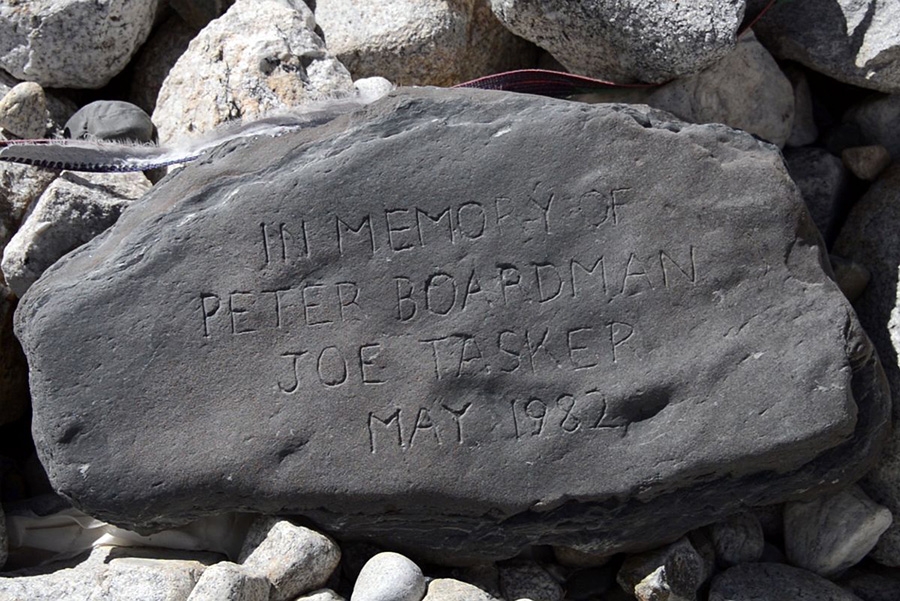 IN MEMORY OF
PETER BOARDMAN
JOE TASKER
MAY 1982